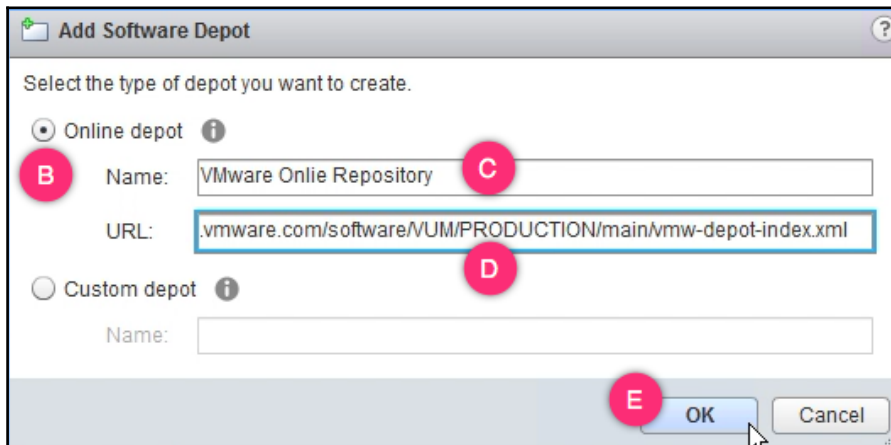 Add Software Depot ?
Select the type of depot you want to create.
Online depot i
B Name: VMware Onlie Repository C
URL: .vmware.com/software/VUM/PRODUCTION/main/vmw-depot-index.xml
D
Custom depot i
Name:
E OK Cancel